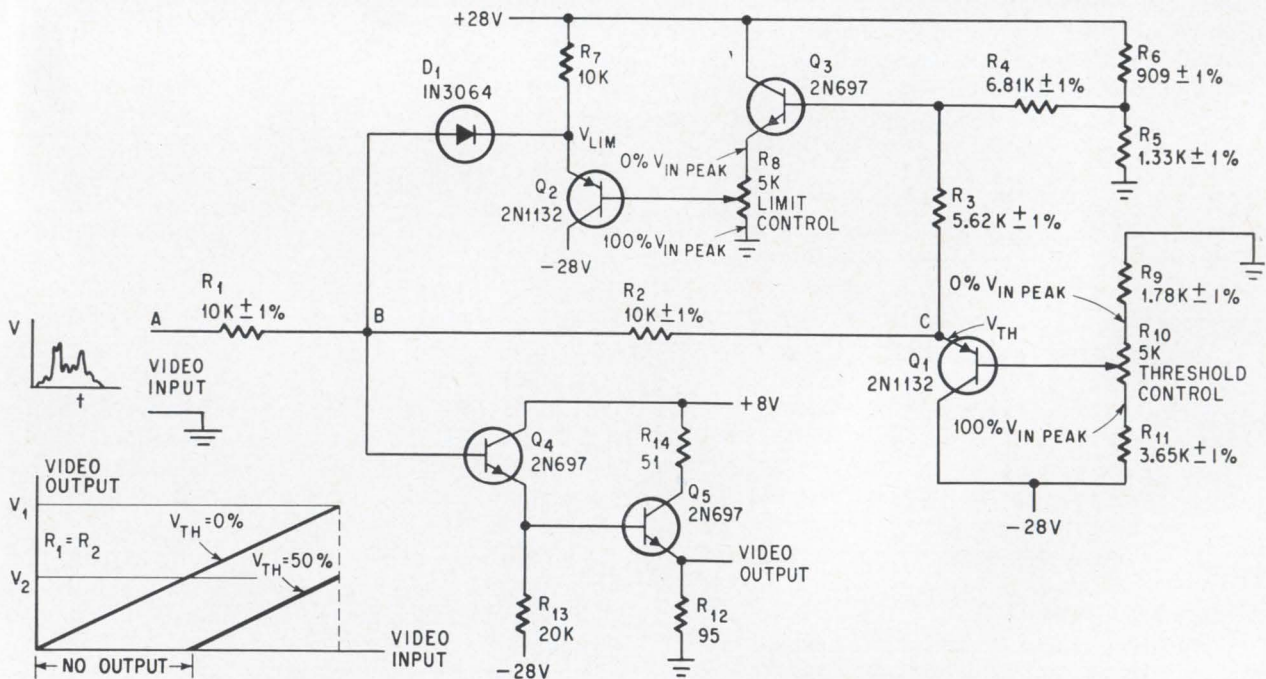 +28V
R7
10K
D1
IN3064
VLIM
Q2
2N1132
-28V
Q3
2N697
0% VIN PEAK
R8
5K
LIMIT
CONTROL
100% VIN PEAK
R4
6.81K ± 1%
R6
909 ± 1%
R5
1.33K ± 1%
R3
5.62K ± 1%
R9
1.78K ± 1%
0% VIN PEAK
R10
5K
THRESHOLD
CONTROL
100% VIN PEAK
R11
3.65K ± 1%
-28V
V
t
A
VIDEO
INPUT
R1
10K ± 1%
B
R2
10K ± 1%
C
VTH
Q1
2N1132
+8V
Q4
2N697
R14
51
Q5
2N697
VIDEO
OUTPUT
R13
20K
-28V
R12
95
VIDEO
OUTPUT
V1
R1 = R2
VTH = 0%
V2
VTH = 50%
VIDEO
INPUT
NO OUTPUT